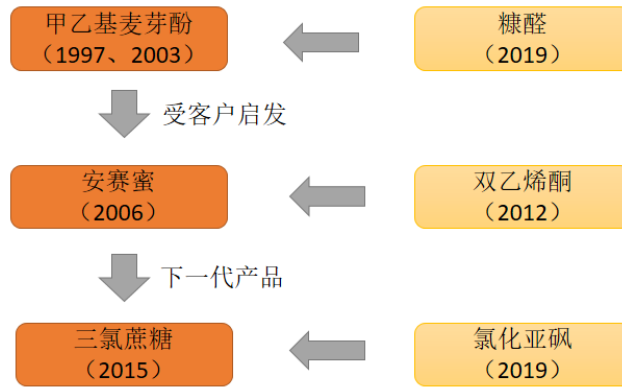 甲乙基麦芽酚
（1997、2003）
糠醛
（2019）
受客户启发
安赛蜜
（2006）
双乙烯酮
（2012）
下一代产品
三氯蔗糖
（2015）
氯化亚砜
（2019）